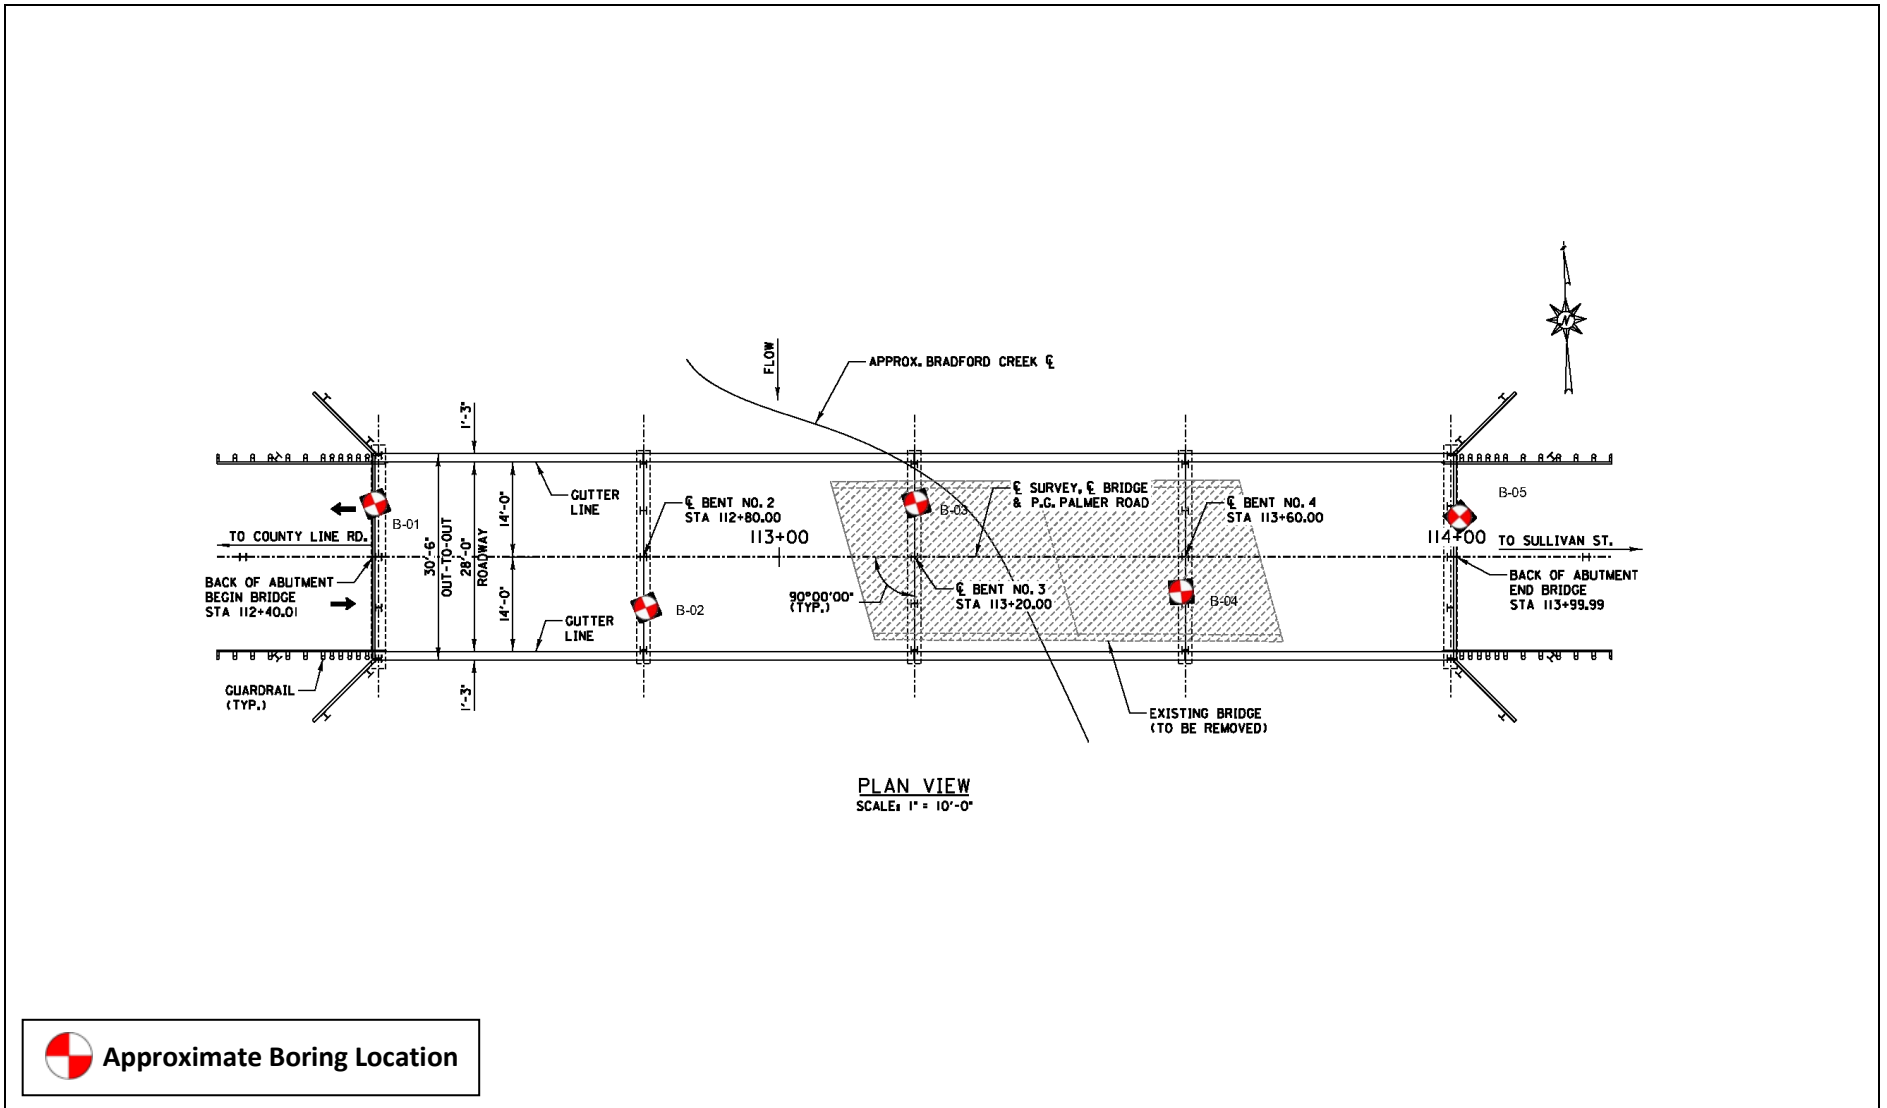 N
FLOW
APPROX. BRADFORD CREEK ℄
1'-3"
GUTTER
LINE
14'-0"
℄ BENT NO. 2
STA 112+80.00
113+00
℄ SURVEY, ℄ BRIDGE
& P.G. PALMER ROAD
℄ BENT NO. 4
STA 113+60.00
B-05
B-01
B-03
TO COUNTY LINE RD.
114+00
TO SULLIVAN ST.
30'-6"
OUT-TO-OUT
28'-0"
ROADWAY
BACK OF ABUTMENT
BEGIN BRIDGE
STA 112+40.01
14'-0"
B-02
90°00'00"
(TYP.)
℄ BENT NO. 3
STA 113+20.00
B-04
BACK OF ABUTMENT
END BRIDGE
STA 113+99.99
GUTTER
LINE
GUARDRAIL
(TYP.)
1'-3"
EXISTING BRIDGE
(TO BE REMOVED)
PLAN VIEW
SCALE: 1" = 10'-0"
Approximate Boring Location